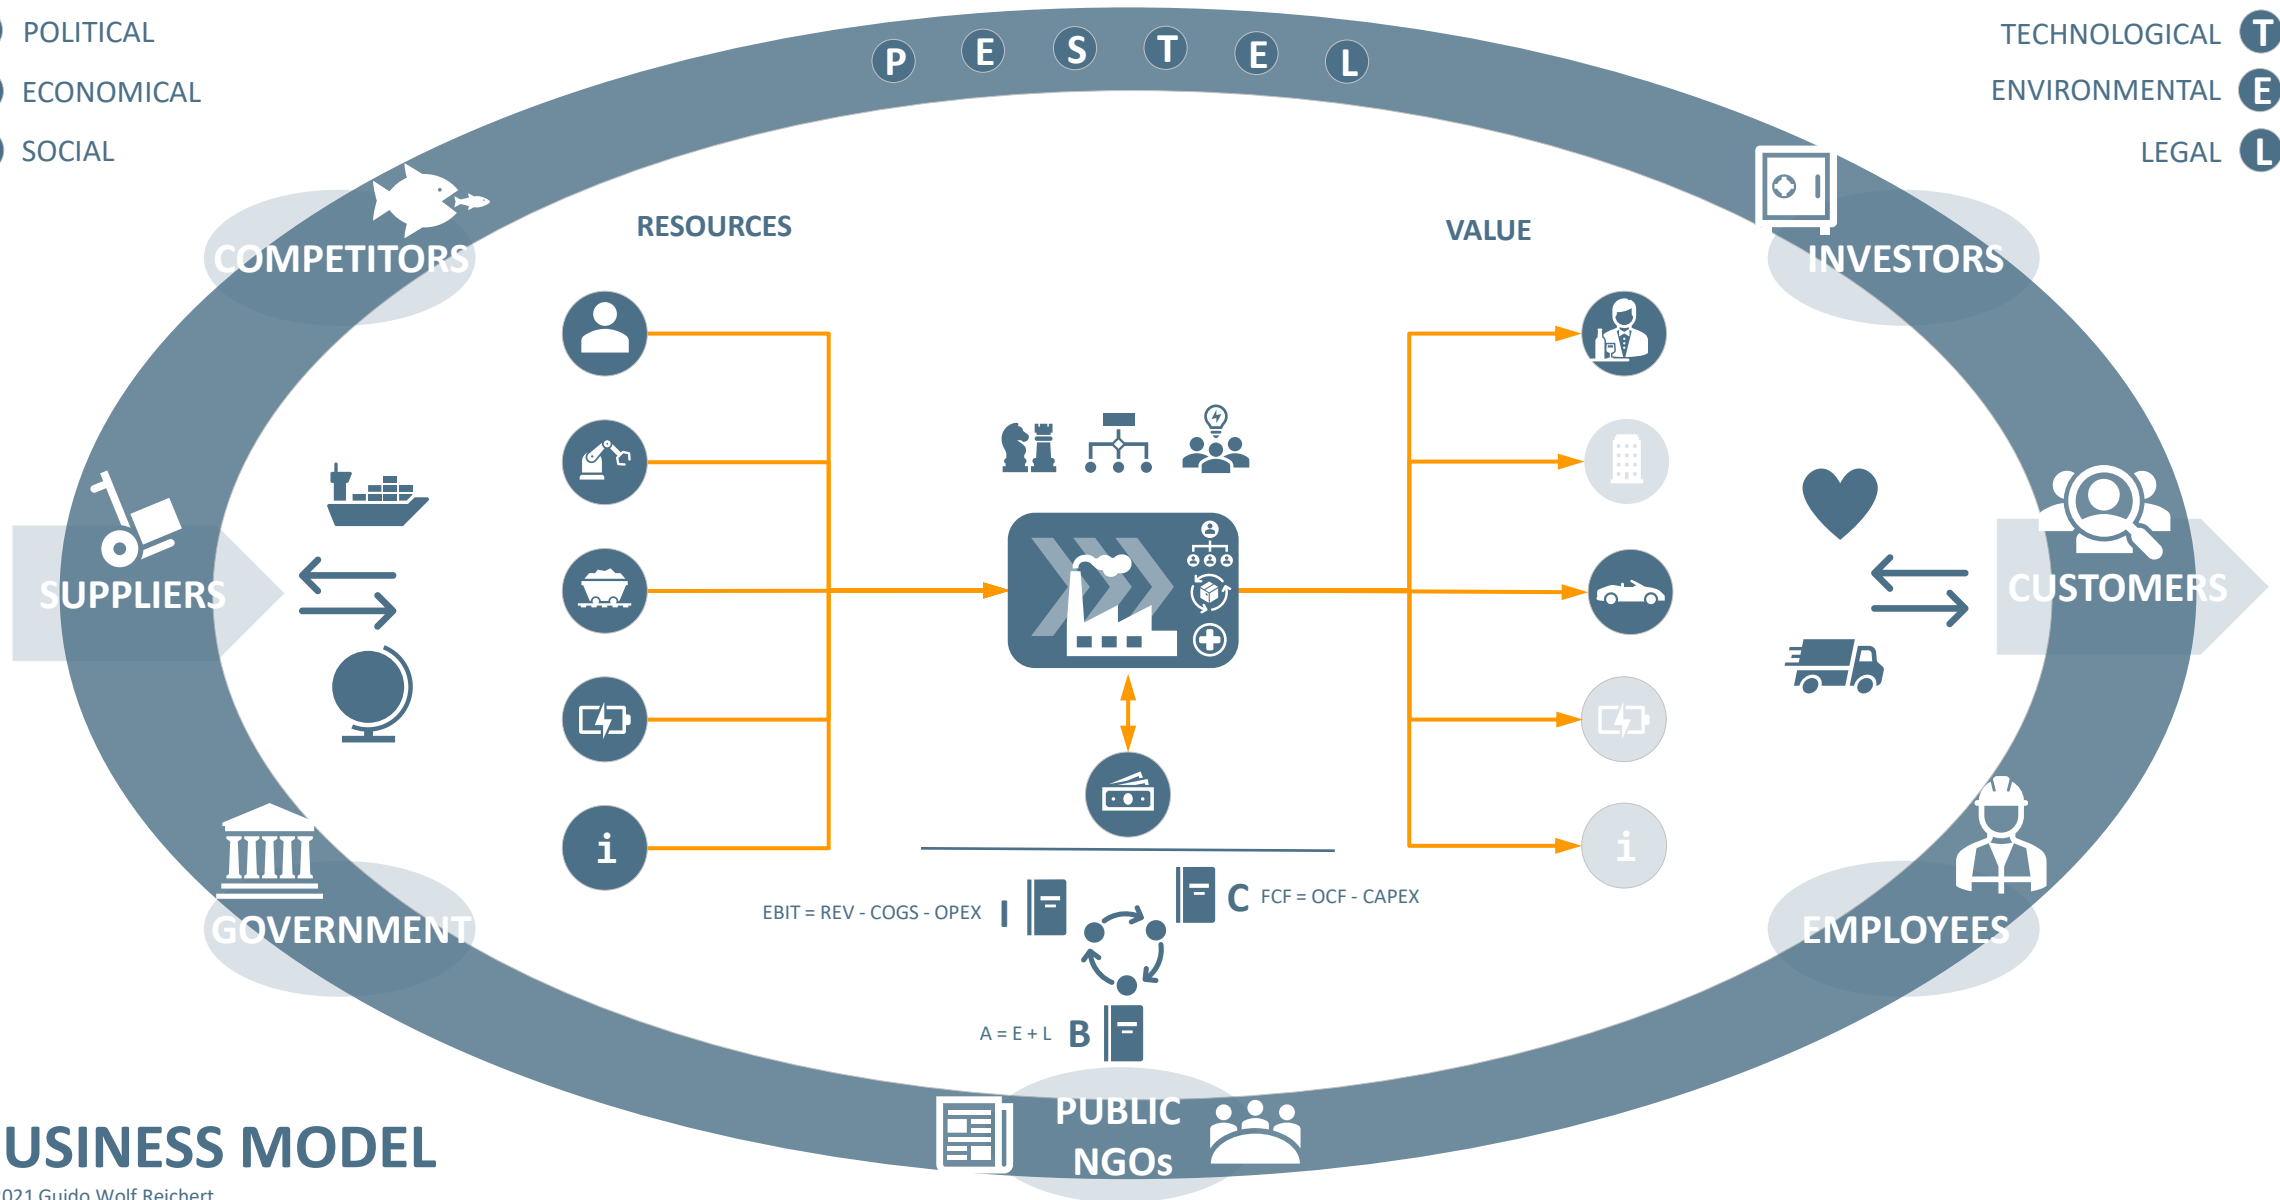 POLITICAL
ECONOMICAL
SOCIAL
P E S T E L
TECHNOLOGICAL T
ENVIRONMENTAL E
LEGAL L
COMPETITORS
INVESTORS
RESOURCES
VALUE
SUPPLIERS
CUSTOMERS
i
i
EBIT = REV - COGS - OPEX I
C FCF = OCF - CAPEX
GOVERNMENT
EMPLOYEES
A = E + L B
PUBLIC
NGOs
USINESS MODEL
2021 Guido Wolf Reichert